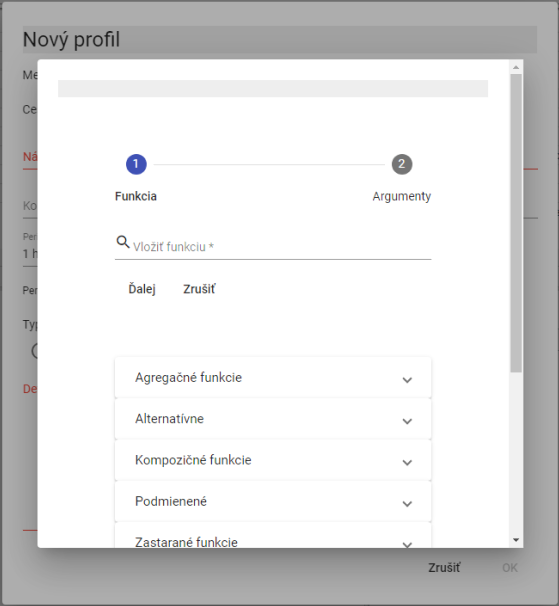 Nový profil
Me
Ce
1
2
Funkcia
Argumenty
Ná
Vložiť funkciu *
Ko
Per
1 h
Ďalej
Zrušiť
Per
Typ
Agregačné funkcie
De
Alternatívne
Kompozičné funkcie
Podmienené
Zastarané funkcie
Zrušiť
OK